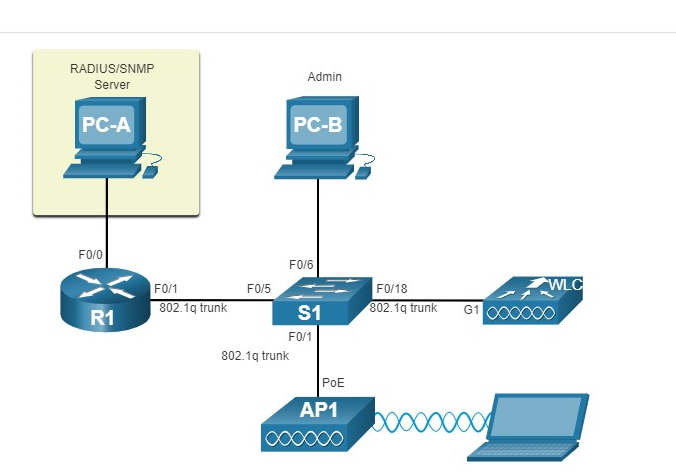 RADIUS/SNMP
Server
Admin
PC-A
PC-B
F0/0
F0/6
F0/1
F0/5
F0/18
WLC
802.1q trunk
802.1q trunk
G1
R1
S1
F0/1
802.1q trunk
PoE
AP1